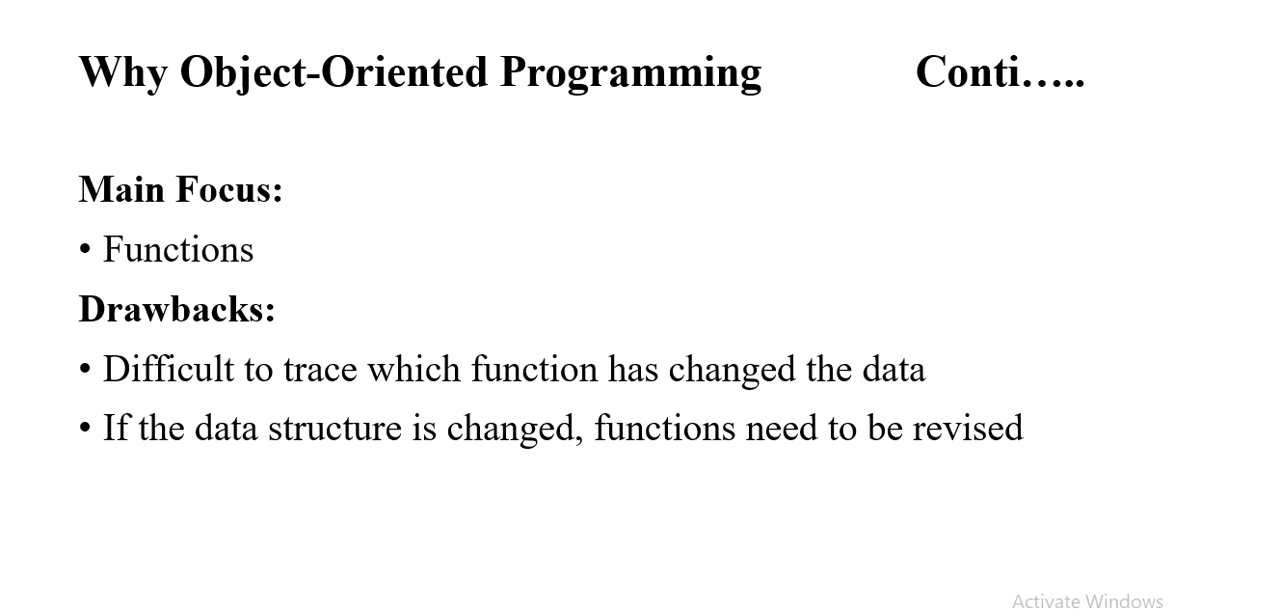 Why Object-Oriented Programming Conti…..
Main Focus:
• Functions
Drawbacks:
• Difficult to trace which function has changed the data
• If the data structure is changed, functions need to be revised
Activate Windows